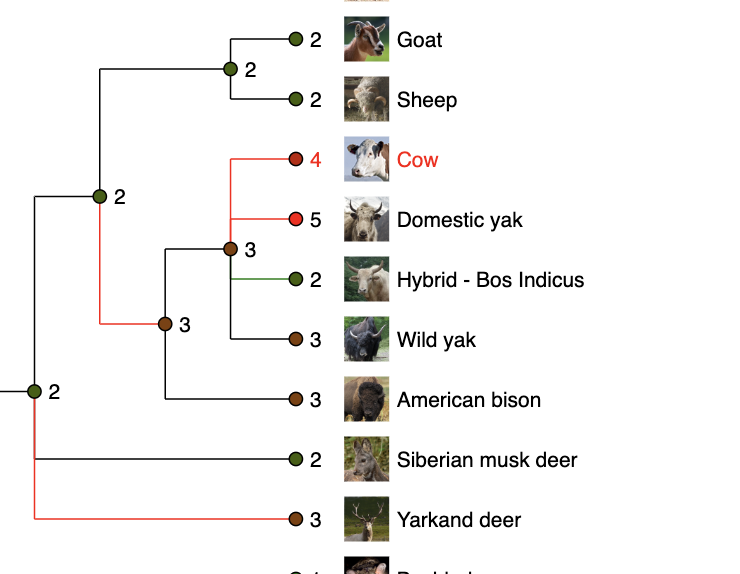 2 Goat
2
2 Sheep
4 Cow
2
5 Domestic yak
3
2 Hybrid - Bos Indicus
3
3 Wild yak
2
3 American bison
2 Siberian musk deer
3 Yarkand deer